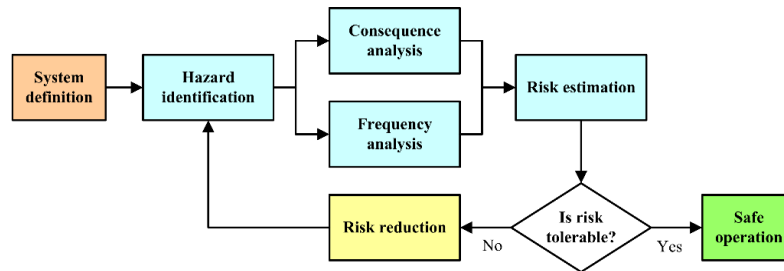 Consequence
analysis
System
definition
Hazard
identification
Risk estimation
Frequency
analysis
Risk reduction
No
Is risk
tolerable?
Yes
Safe
operation